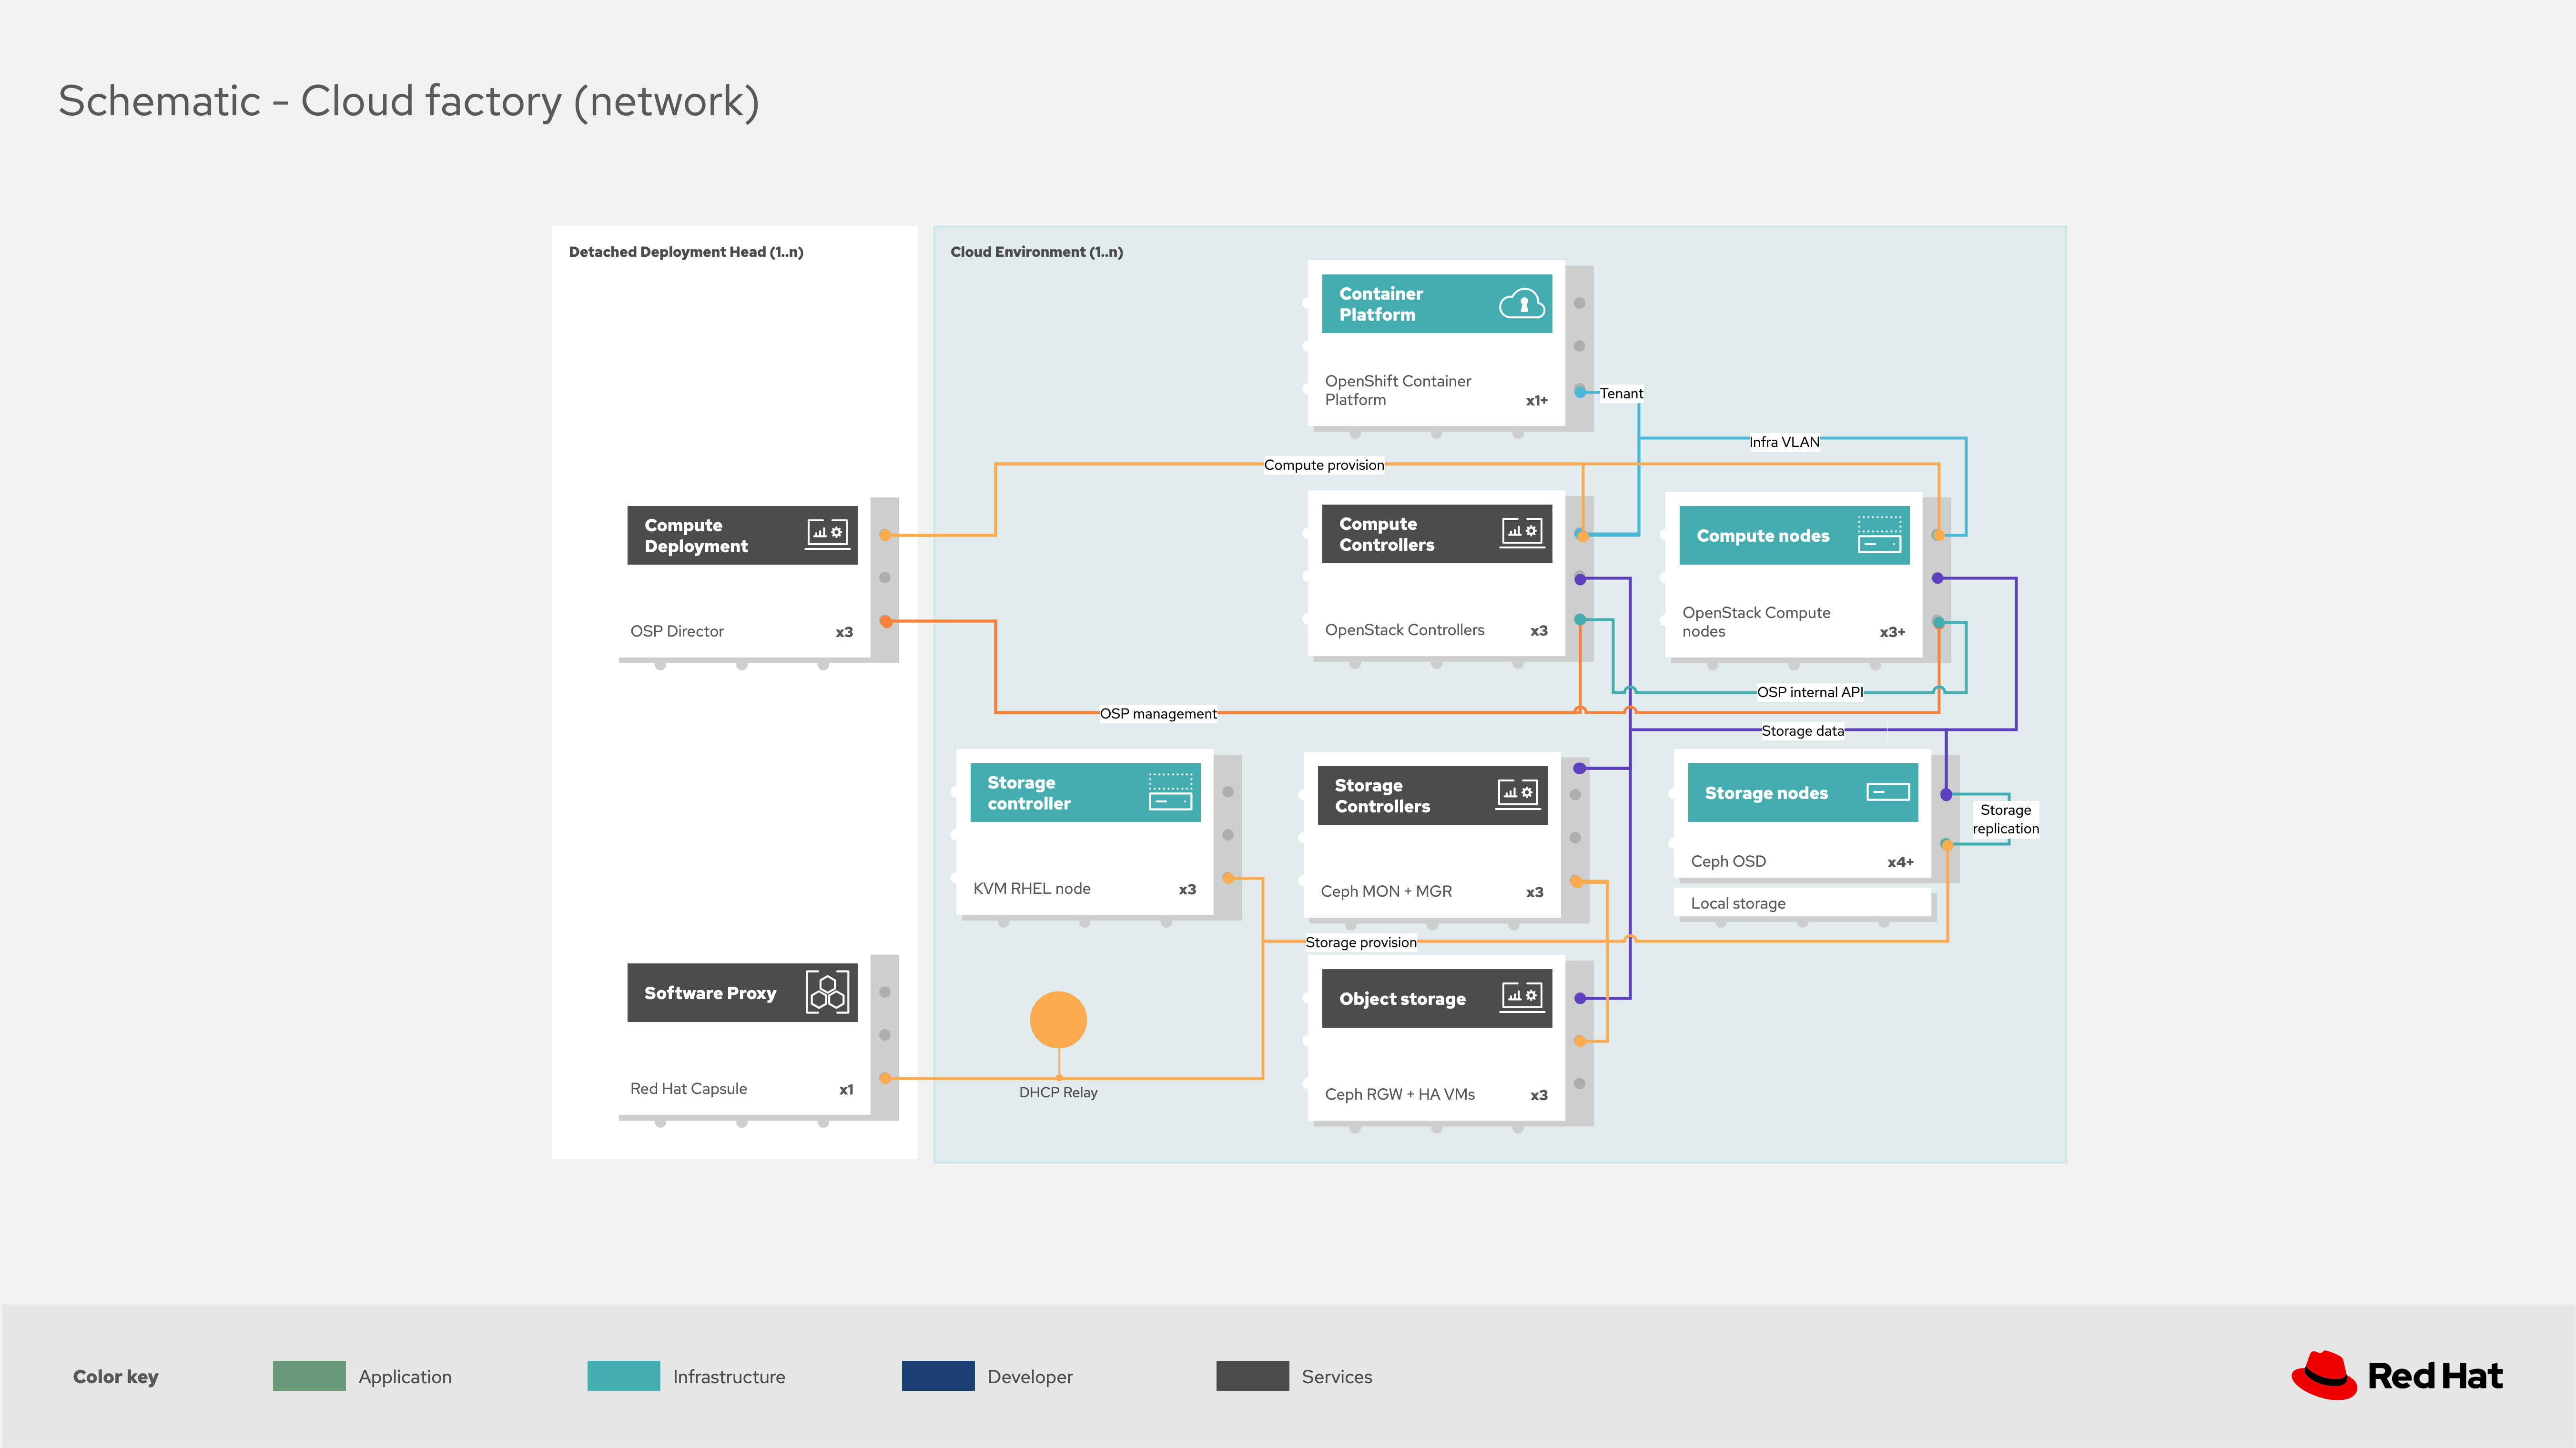 Schematic - Cloud factory (network)
Detached Deployment Head (1..n)
Cloud Environment (1..n)
Container
Platform
OpenShift Container
Platform
x1+
Tenant
Infra VLAN
Compute provision
Compute
Deployment
OSP Director
x3
Compute
Controllers
OpenStack Controllers
x3
Compute nodes
OpenStack Compute
nodes
x3+
OSP internal API
OSP management
Storage data
Storage
controller
KVM RHEL node
x3
Storage
Controllers
Ceph MON + MGR
x3
Storage nodes
Ceph OSD
x4+
Local storage
Storage
replication
Storage provision
Software Proxy
Red Hat Capsule
x1
DHCP Relay
Object storage
Ceph RGW + HA VMs
x3
Color key
Application
Infrastructure
Developer
Services
Red Hat